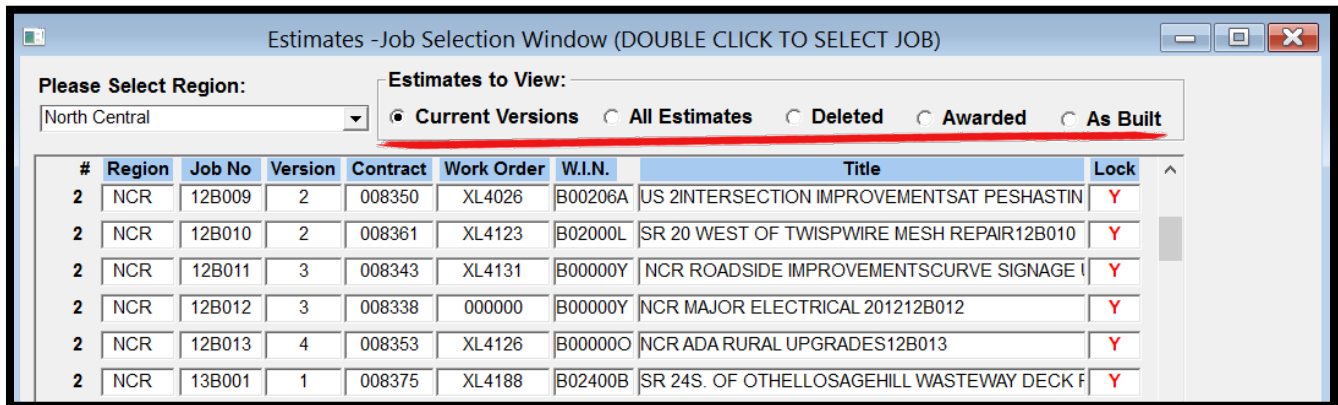 Estimates -Job Selection Window (DOUBLE CLICK TO SELECT JOB)
Please Select Region:
Estimates to View:
North Central
Current Versions All Estimates Deleted Awarded As Built
# Region Job No Version Contract Work Order W.I.N. Title Lock
2 NCR 12B009 2 008350 XL4026 B00206A US 2INTERSECTION IMPROVEMENTSAT PESHASTIN Y
2 NCR 12B010 2 008361 XL4123 B02000L SR 20 WEST OF TWISPWIRE MESH REPAIR12B010 Y
2 NCR 12B011 3 008343 XL4131 B00000Y NCR ROADSIDE IMPROVEMENTSCURVE SIGNAGE Y
2 NCR 12B012 3 008338 000000 B00000Y NCR MAJOR ELECTRICAL 201212B012 Y
2 NCR 12B013 4 008353 XL4126 B00000O NCR ADA RURAL UPGRADES12B013 Y
2 NCR 13B001 1 008375 XL4188 B02400B SR 24S. OF OTHELLOSAGEHILL WASTEWAY DECK Y